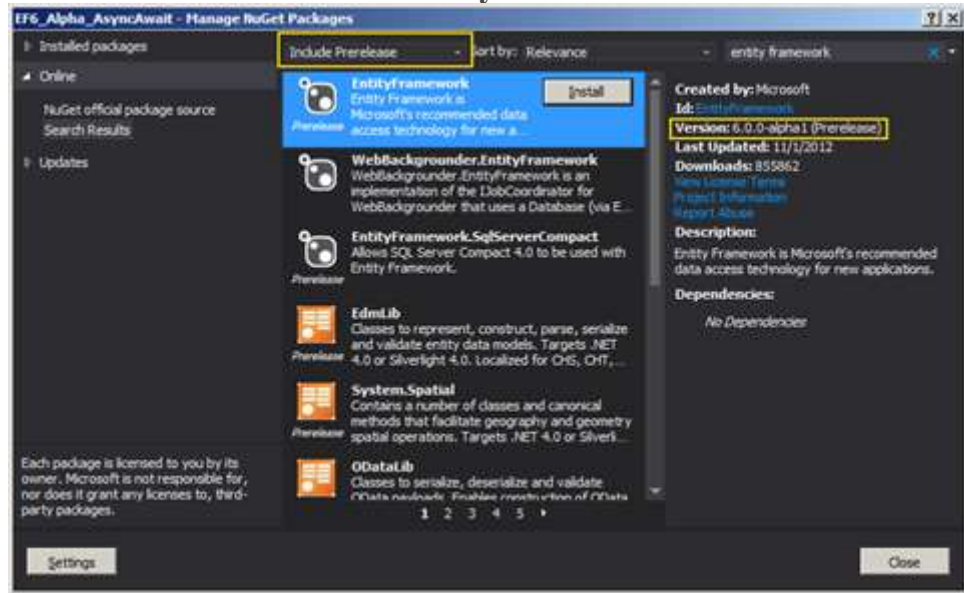 EF6_Alpha_AsyncAwait - Manage NuGet Packages
Installed packages
Online
NuGet official package source
Search Results
Updates
Each package is licensed to you by its
owner. Microsoft is not responsible for,
nor does it grant any licenses to, third-
party packages.
Settings
Include Prerelease
Sort by: Relevance
entity framework
EntityFramework
Entity Framework is
Microsoft's recommended data
access technology for new a...
Prerelease
Install
WebBackgrounder.EntityFramework
WebBackgrounder.EntityFramework is an
implementation of the IJobCoordinator for
WebBackgrounder that uses a Database (via E...
EntityFramework.SqlServerCompact
Allows SQL Server Compact 4.0 to be used with
Entity Framework.
Prerelease
EdmLib
Classes to represent, construct, parse, serialize
and validate entity data models. Targets .NET
4.0 or Silverlight 4.0. Localized for CHS, CHT,...
Prerelease
System.Spatial
Contains a number of classes and canonical
methods that facilitate geography and geometry
spatial operations. Targets .NET 4.0 or Silverli...
Prerelease
ODataLib
Classes to serialize, deserialize and validate
OData payloads. Enables construction of OData
1 2 3 4 5
Created by: Microsoft
Id: EntityFramework
Version: 6.0.0-alpha1 (Prerelease)
Last Updated: 11/1/2012
Downloads: 855862
View License Terms
Project Information
Report Abuse
Description:
Entity Framework is Microsoft's recommended
data access technology for new applications.
Dependencies:
No Dependencies
Close